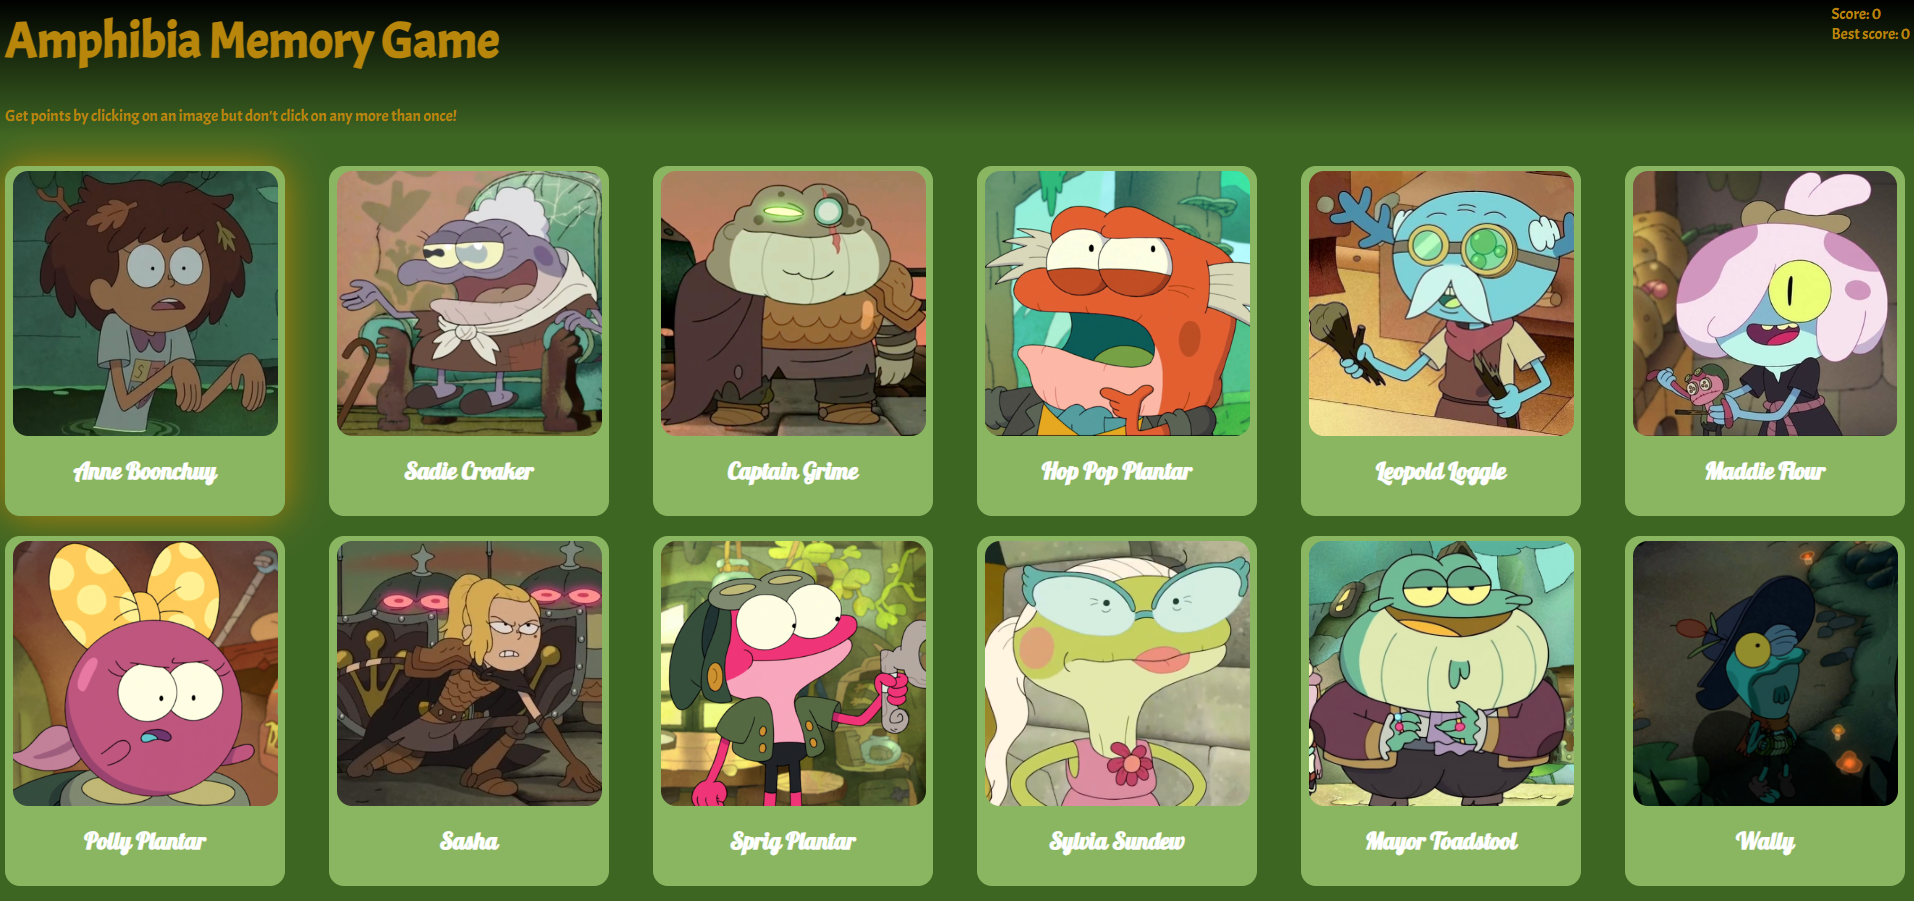 Amphibia Memory Game
Score: 0
Best score: 0
Get points by clicking on an image but don't click on any more than once!
Anne Boonchuy
Sadie Croaker
Captain Grime
Hop Pop Plantar
Leopold Loggle
Maddie Flour
Polly Plantar
Sasha
Sprig Plantar
Sylvia Sundew
Mayor Toadstool
Wally